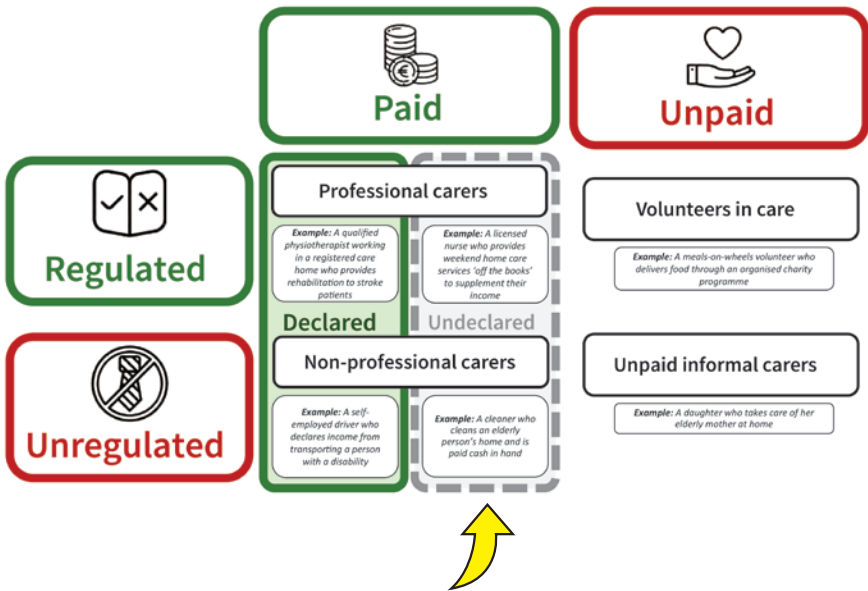 Paid
Unpaid
Regulated
Professional carers
Example: A qualified
physiotherapist working
in a registered care
home who provides
rehabilitation to stroke
patients
Example: A licensed
nurse who provides
weekend home care
services ‘off the books’
to supplement their
income
Volunteers in care
Example: A meals-on-wheels volunteer who
delivers food through an organised charity
programme
Declared
Undeclared
Unregulated
Non-professional carers
Example: A self-
employed driver who
declares income from
transporting a person
with a disability
Example: A cleaner who
cleans an elderly
person’s home and is
paid cash in hand
Unpaid informal carers
Example: A daughter who takes care of her
elderly mother at home